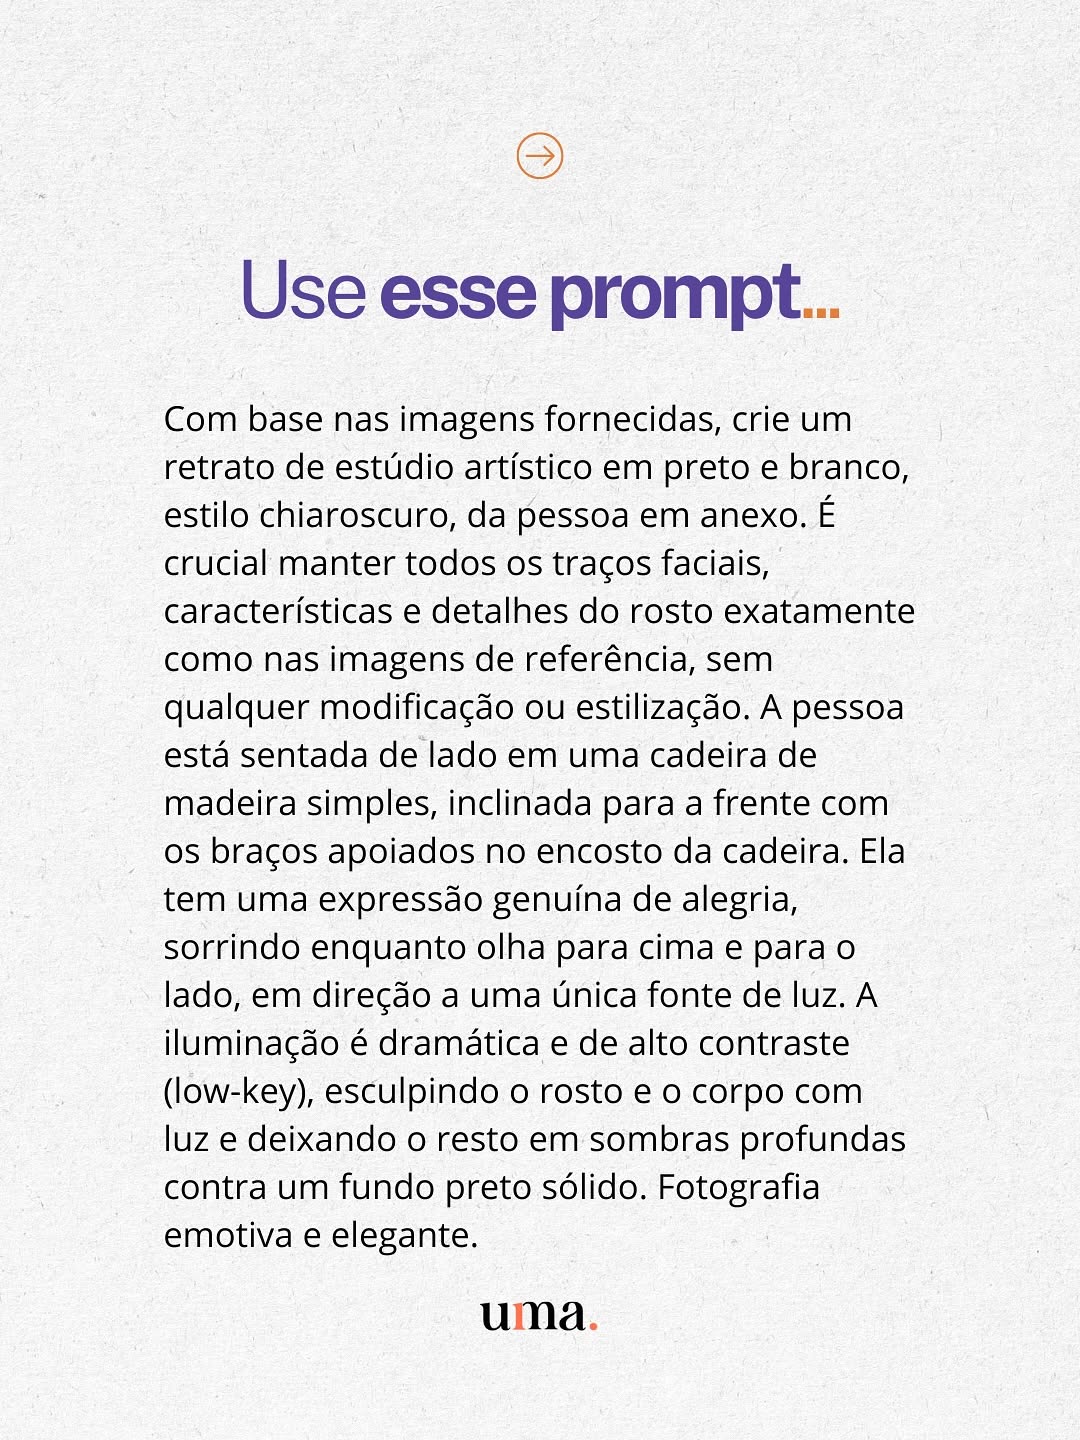 Use esse prompt...
Com base nas imagens fornecidas, crie um
retrato de estúdio artístico em preto e branco,
estilo chiaroscuro, da pessoa em anexo. É
crucial manter todos os traços faciais,
características e detalhes do rosto exatamente
como nas imagens de referência, sem
qualquer modificação ou estilização. A pessoa
está sentada de lado em uma cadeira de
madeira simples, inclinada para a frente com
os braços apoiados no encosto da cadeira. Ela
tem uma expressão genuína de alegria,
sorrindo enquanto olha para cima e para o
lado, em direção a uma única fonte de luz. A
iluminação é dramática e de alto contraste
(low-key), esculpindo o rosto e o corpo com
luz e deixando o resto em sombras profundas
contra um fundo preto sólido. Fotografia
emotiva e elegante.
uma.